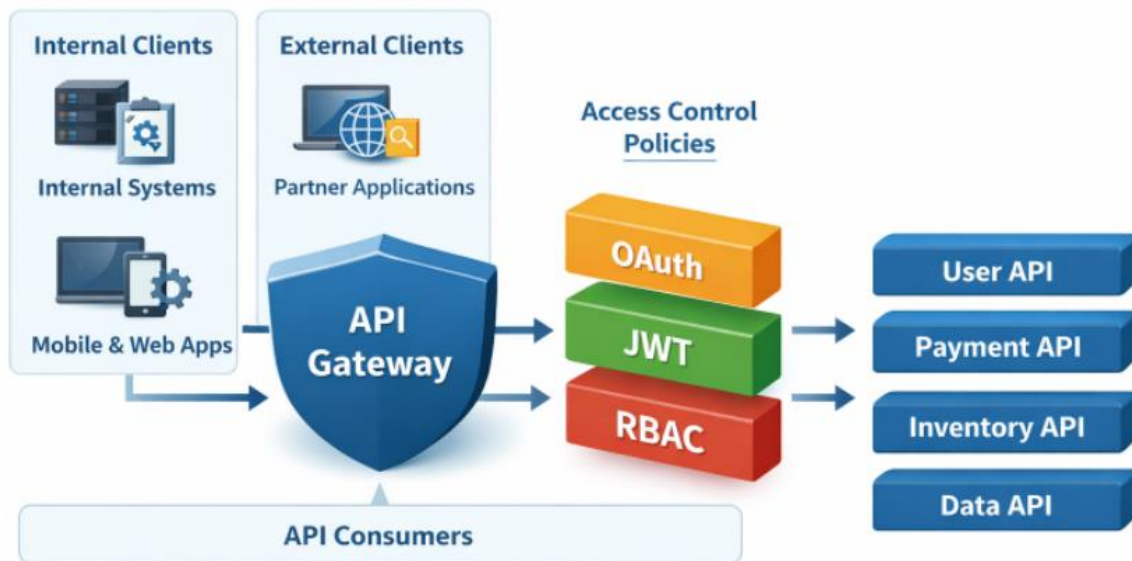 Internal Clients
Internal Systems
Mobile & Web Apps
External Clients
Partner Applications
API
Gateway
Access Control
Policies
OAuth
JWT
RBAC
User API
Payment API
Inventory API
Data API
API Consumers